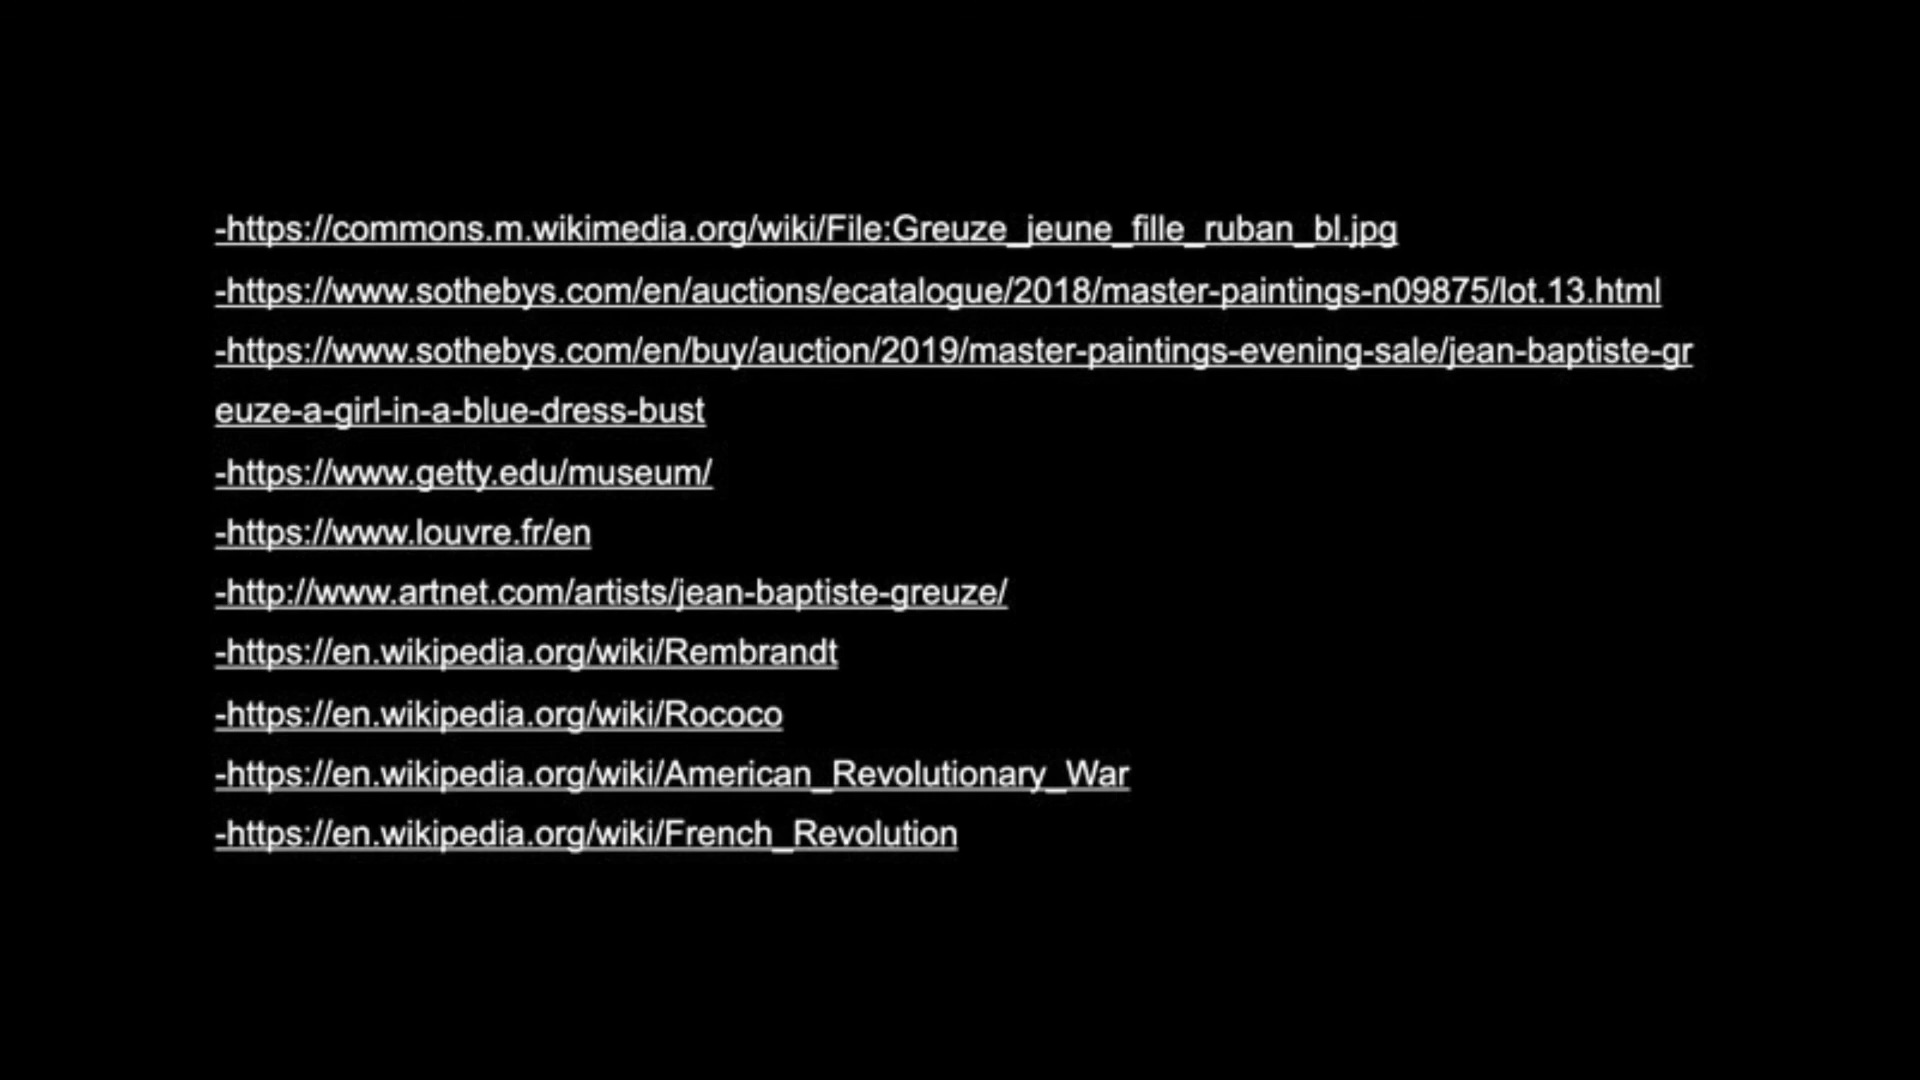 -https://commons.m.wikimedia.org/wiki/File:Greuze_jeune_fille_ruban_bl.jpg
-https://www.sothebys.com/en/auctions/ecatalogue/2018/master-paintings-n09875/lot.13.html
-https://www.sothebys.com/en/buy/auction/2019/master-paintings-evening-sale/jean-baptiste-gr
euze-a-girl-in-a-blue-dress-bust
-https://www.getty.edu/museum/
-https://www.louvre.fr/en
-http://www.artnet.com/artists/jean-baptiste-greuze/
-https://en.wikipedia.org/wiki/Rembrandt
-https://en.wikipedia.org/wiki/Rococo
-https://en.wikipedia.org/wiki/American_Revolutionary_War
-https://en.wikipedia.org/wiki/French_Revolution